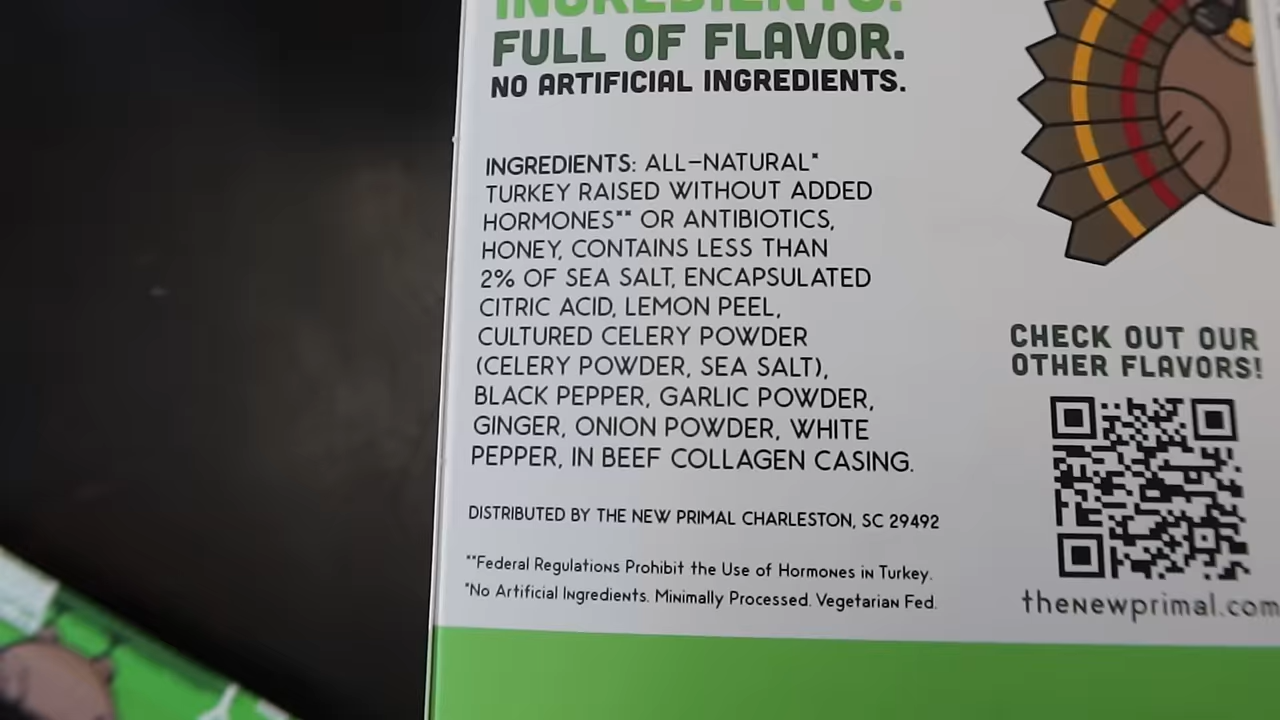 INGREDIENTS.
FULL OF FLAVOR.
NO ARTIFICIAL INGREDIENTS.
INGREDIENTS: ALL-NATURAL*
TURKEY RAISED WITHOUT ADDED
HORMONES** OR ANTIBIOTICS,
HONEY, CONTAINS LESS THAN
2% OF SEA SALT, ENCAPSULATED
CITRIC ACID, LEMON PEEL,
CULTURED CELERY POWDER
(CELERY POWDER, SEA SALT),
BLACK PEPPER, GARLIC POWDER,
GINGER, ONION POWDER, WHITE
PEPPER, IN BEEF COLLAGEN CASING.
DISTRIBUTED BY THE NEW PRIMAL CHARLESTON, SC 29492
**Federal Regulations Prohibit the Use of Hormones in Turkey.
*No Artificial Ingredients. Minimally Processed. Vegetarian Fed.
CHECK OUT OUR
OTHER FLAVORS!
thenewprimal.com